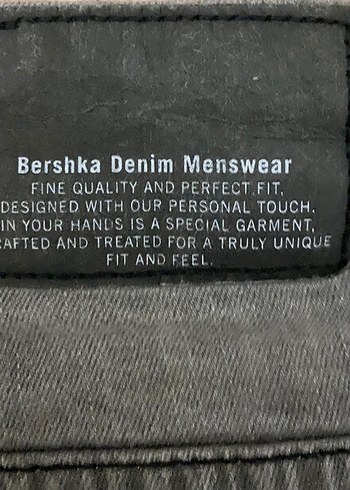 Bershka Denim Menswear
FINE QUALITY AND PERFECT FIT,
DESIGNED WITH OUR PERSONAL TOUCH.
IN YOUR HANDS IS A SPECIAL GARMENT,
RAFTED AND TREATED FOR A TRULY UNIQUE
FIT AND FEEL.